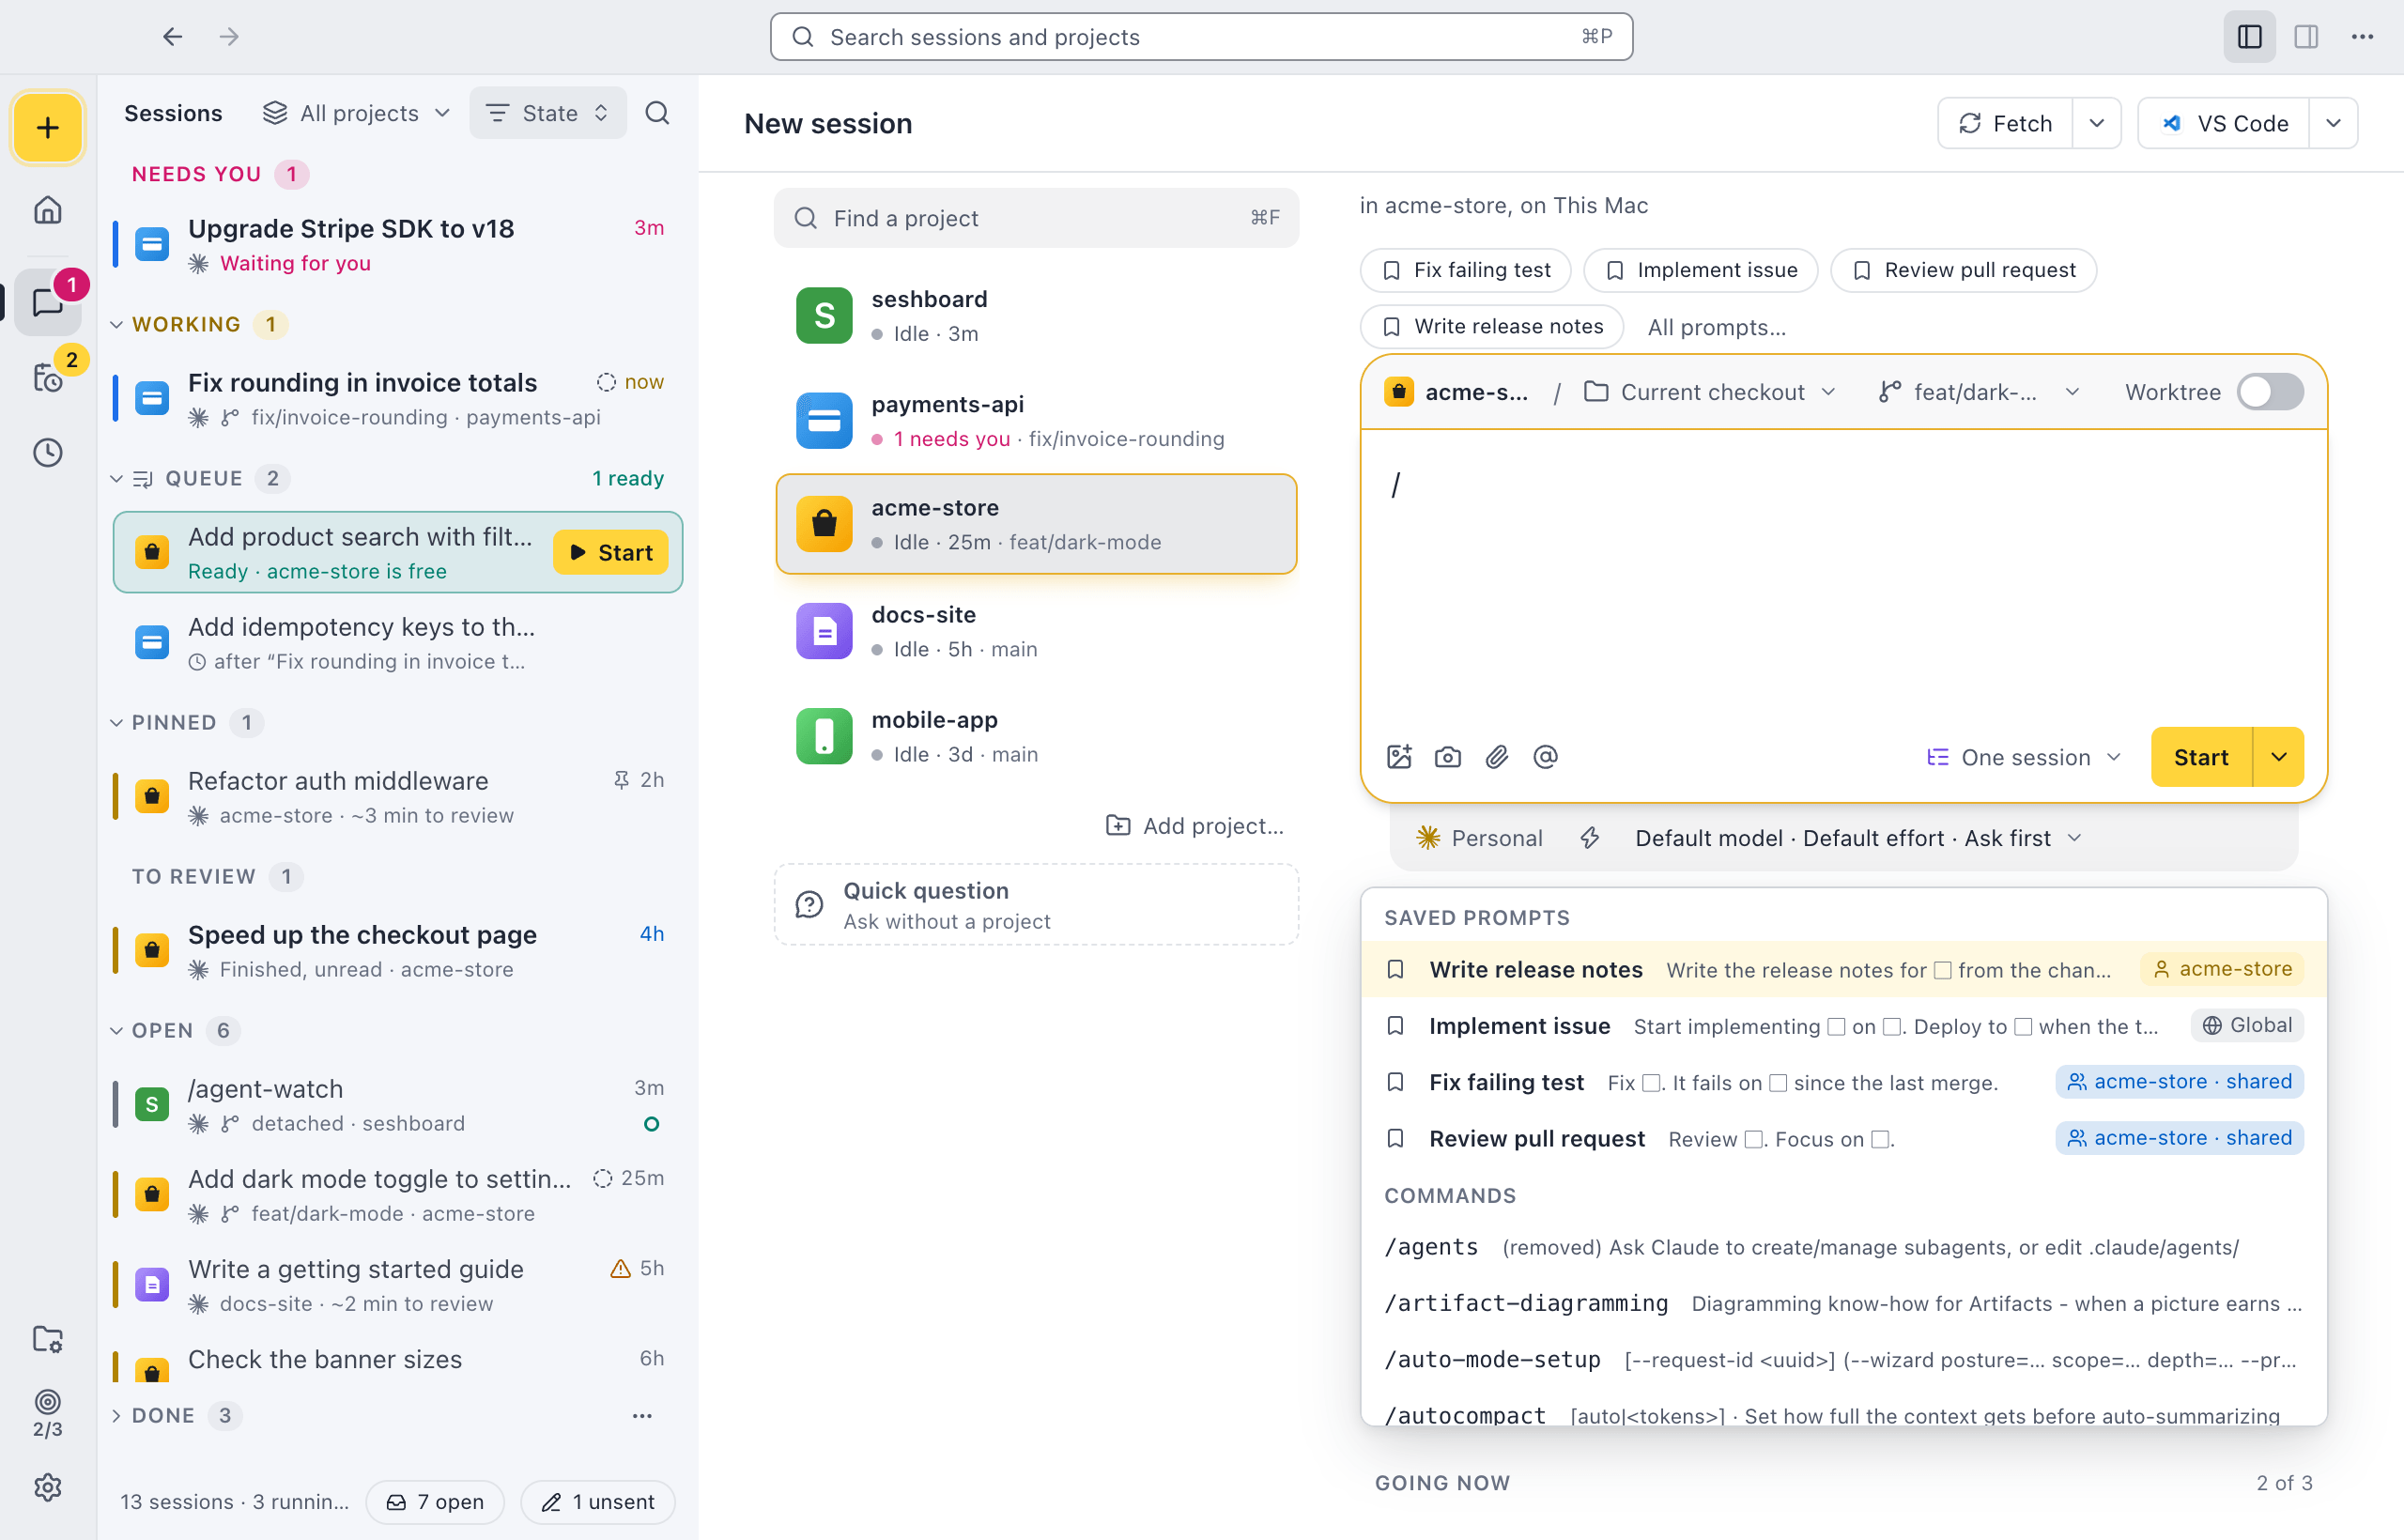 Search sessions and projects ⌘P
Sessions All projects State
NEEDS YOU 1
Upgrade Stripe SDK to v18 3m
Waiting for you
WORKING 1
Fix rounding in invoice totals now
fix/invoice-rounding · payments-api
QUEUE 2 1 ready
Add product search with filt...
Ready · acme-store is free
Start
Add idempotency keys to th...
after “Fix rounding in invoice t...
PINNED 1
Refactor auth middleware 2h
acme-store · ~3 min to review
TO REVIEW 1
Speed up the checkout page 4h
Finished, unread · acme-store
OPEN 6
S
/agent-watch 3m
detached · seshboard
Add dark mode toggle to settin... 25m
feat/dark-mode · acme-store
Write a getting started guide 5h
docs-site · ~2 min to review
Check the banner sizes 6h
DONE 3
13 sessions · 3 runnin... 7 open 1 unsent
1
2
2/3
New session
Fetch VS Code
Find a project ⌘F
S
seshboard
Idle · 3m
payments-api
1 needs you · fix/invoice-rounding
acme-store
Idle · 25m · feat/dark-mode
docs-site
Idle · 5h · main
mobile-app
Idle · 3d · main
Add project...
Quick question
Ask without a project
in acme-store, on This Mac
Fix failing test Implement issue Review pull request
Write release notes All prompts...
acme-s... / Current checkout feat/dark-... Worktree
/
One session Start
Personal Default model · Default effort · Ask first
SAVED PROMPTS
Write release notes Write the release notes for from the chan... acme-store
Implement issue Start implementing on . Deploy to when the t... Global
Fix failing test Fix . It fails on since the last merge. acme-store · shared
Review pull request Review . Focus on . acme-store · shared
COMMANDS
/agents (removed) Ask Claude to create/manage subagents, or edit .claude/agents/
/artifact-diagramming Diagramming know-how for Artifacts - when a picture earns ...
/auto-mode-setup [--request-id <uuid>] (--wizard posture=... scope=... depth=... --pr...
/autocompact [auto|<tokens>] · Set how full the context gets before auto-summarizing
GOING NOW 2 of 3